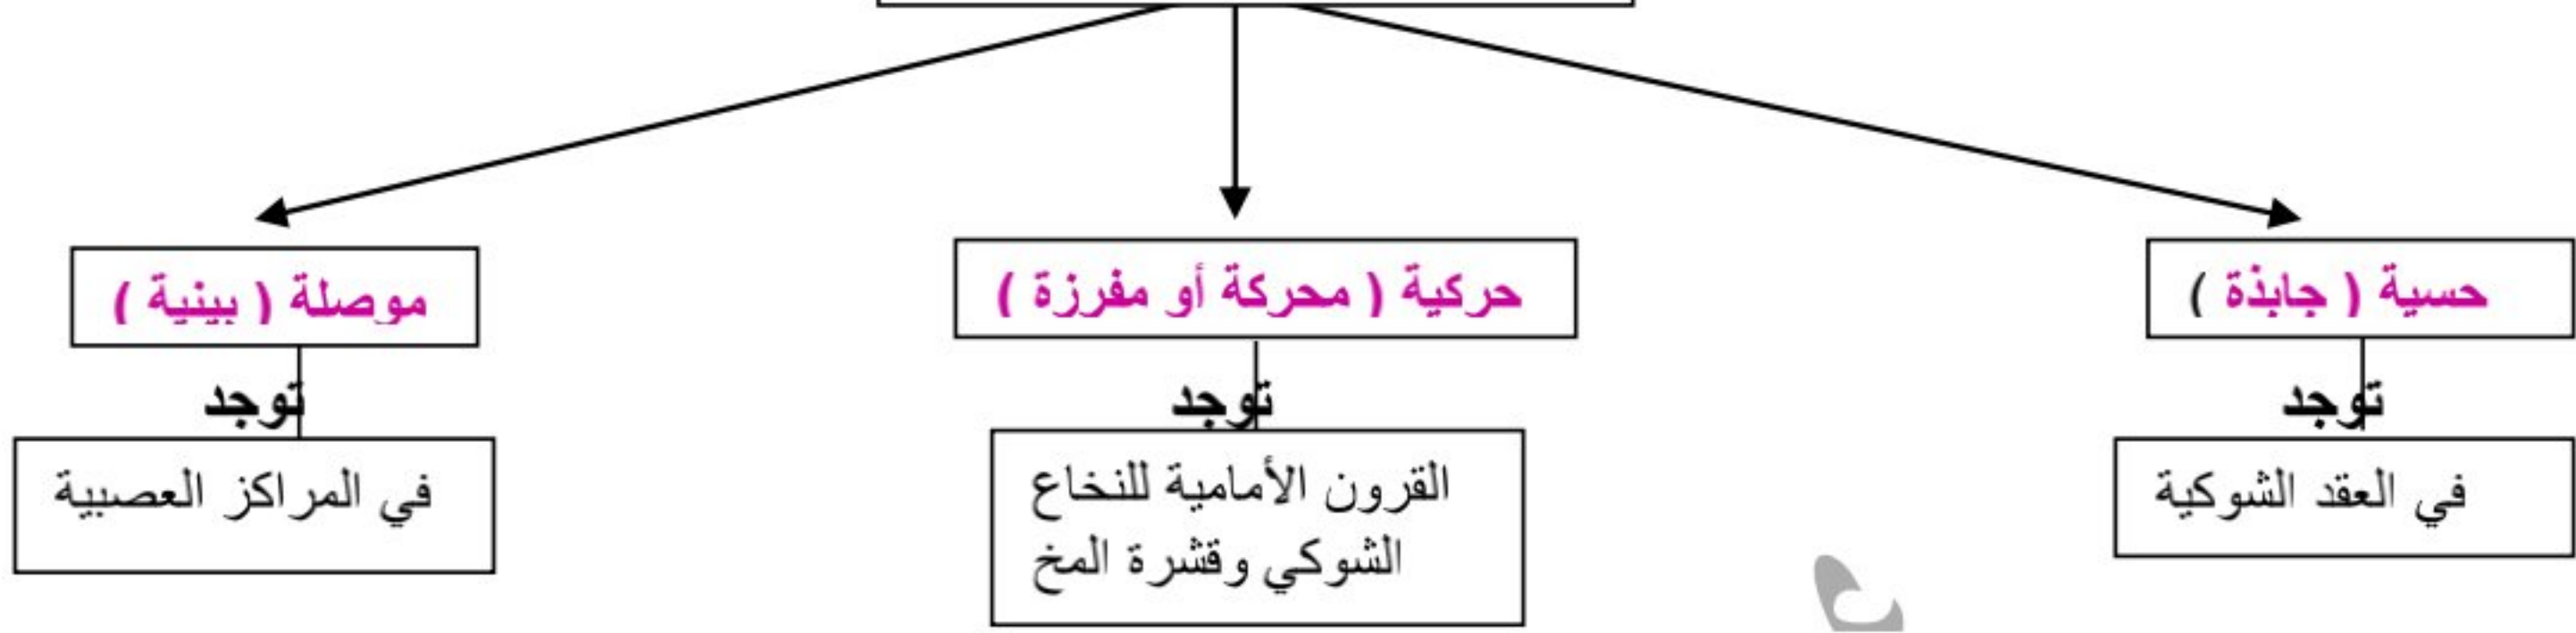 حسية ( جابذة )
حركية ( محركة أو مفرزة )
موصلة ( بينية )
توجد
توجد
توجد
في العقد الشوكية
القرون الأمامية للنخاع
الشوكي وقشرة المخ
في المراكز العصبية